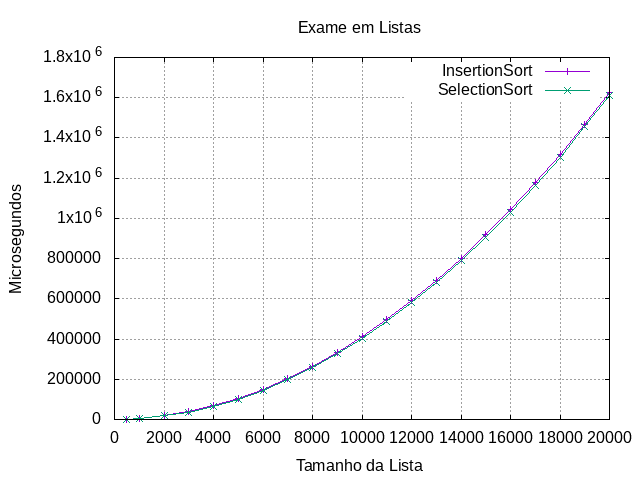 Exame em Listas
InsertionSort
SelectionSort
Microsegundos
1.8x10 6
1.6x10 6
1.4x10 6
1.2x10 6
1x10 6
800000
600000
400000
200000
0
0 2000 4000 6000 8000 10000 12000 14000 16000 18000 20000
Tamanho da Lista